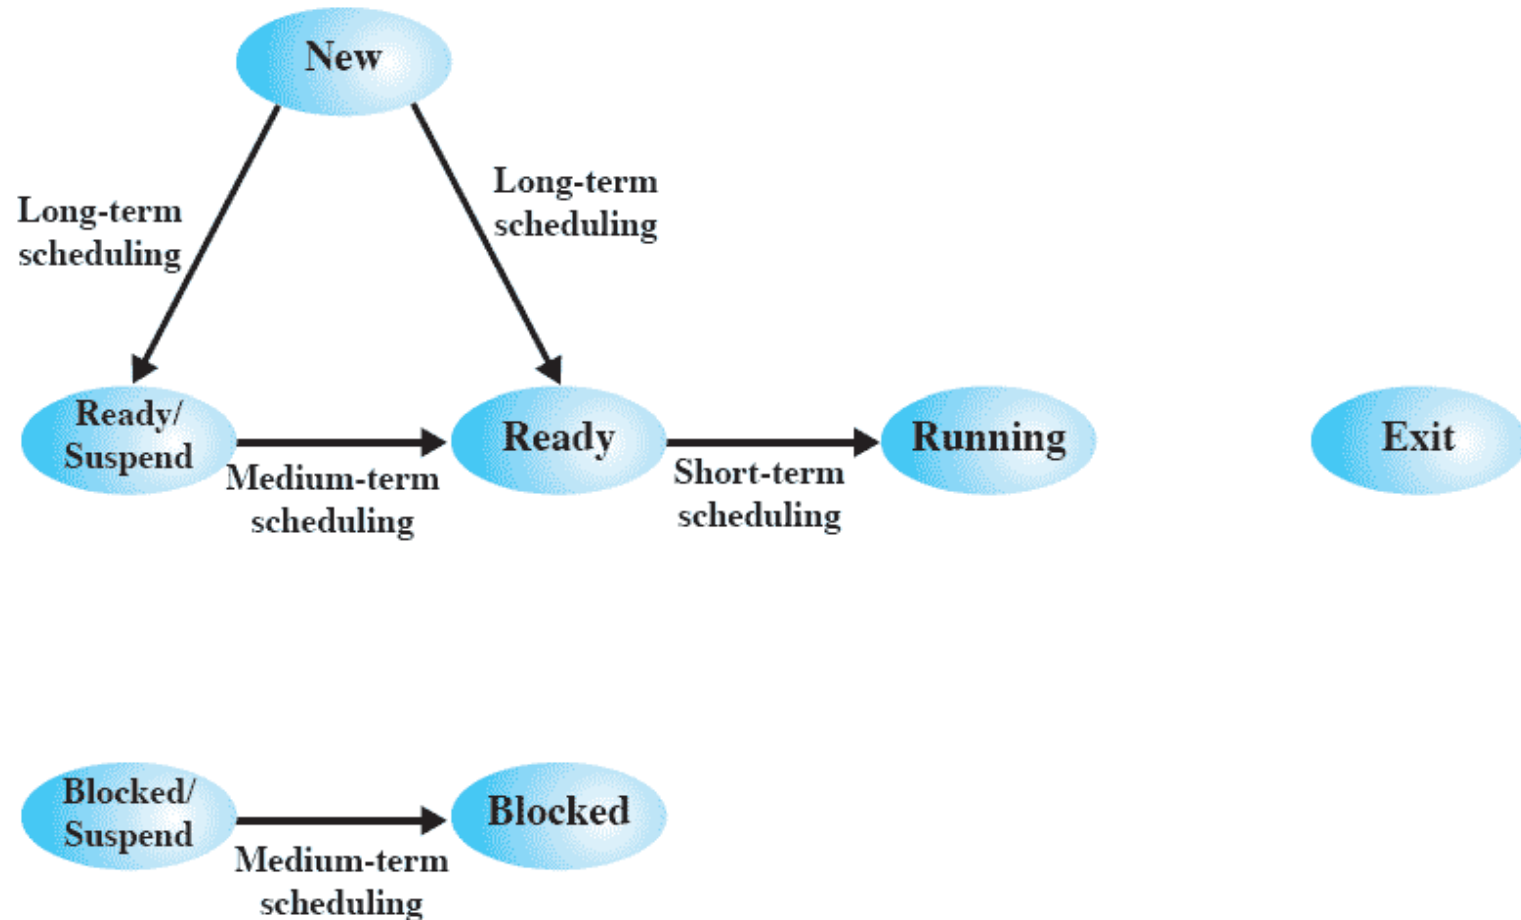 New
Long-term
scheduling
Long-term
scheduling
Ready/
Suspend
Medium-term
scheduling
Ready
Short-term
scheduling
Running
Exit
Blocked/
Suspend
Medium-term
scheduling
Blocked